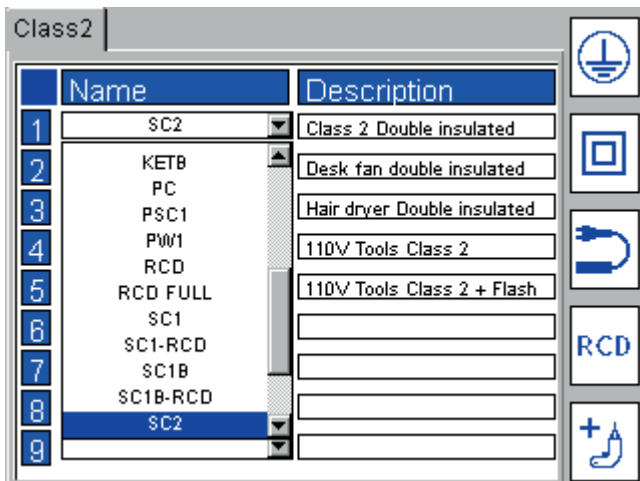 Class2
Name Description
1 SC2 Class 2 Double insulated
2 KETB Desk fan double insulated
PC
3 PSC1 Hair dryer Double insulated
4 PW1 110V Tools Class 2
RCD
5 RCD FULL 110V Tools Class 2 + Flash
6 SC1
SC1-RCD
7 SC1B
8 SC1B-RCD
SC2
9
RCD